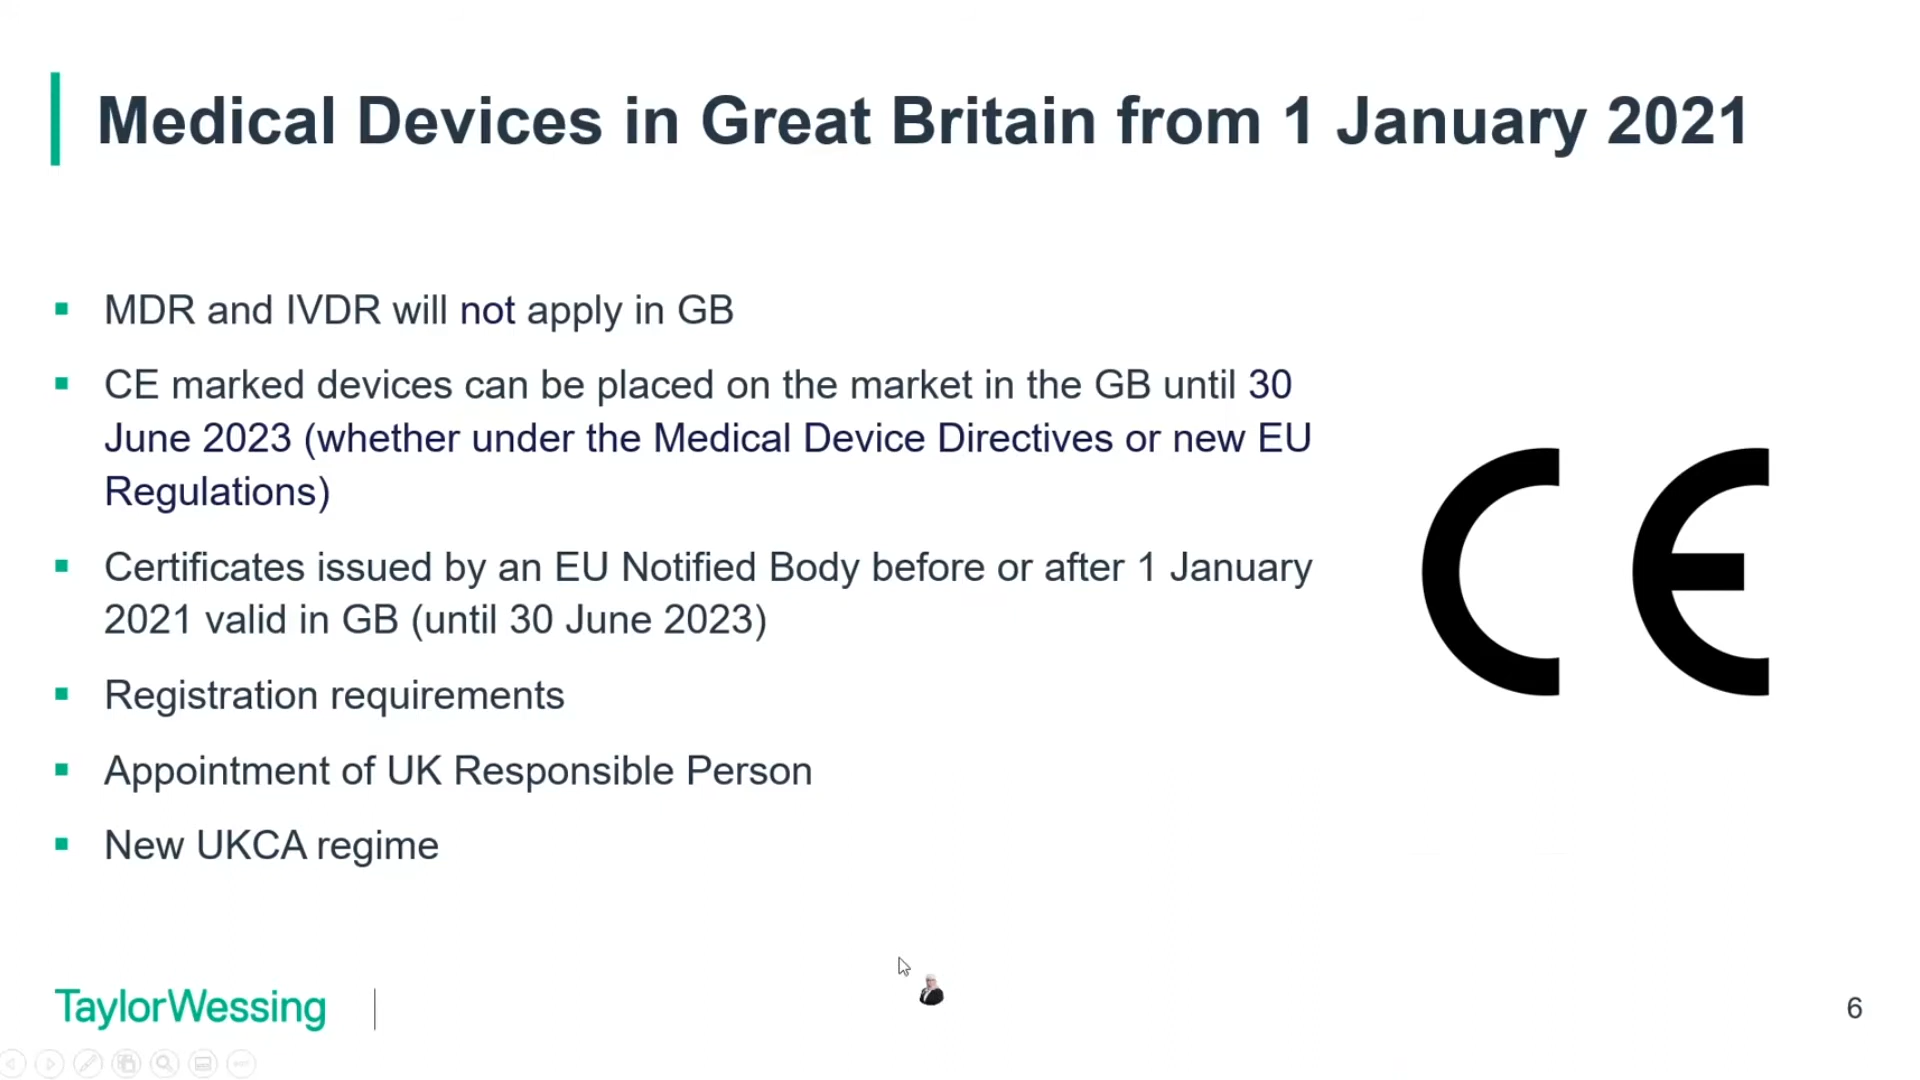 Medical Devices in Great Britain from 1 January 2021
▪ MDR and IVDR will not apply in GB
▪ CE marked devices can be placed on the market in the GB until 30
June 2023 (whether under the Medical Device Directives or new EU
Regulations)
▪ Certificates issued by an EU Notified Body before or after 1 January
2021 valid in GB (until 30 June 2023)
▪ Registration requirements
▪ Appointment of UK Responsible Person
▪ New UKCA regime
CE
TaylorWessing
6